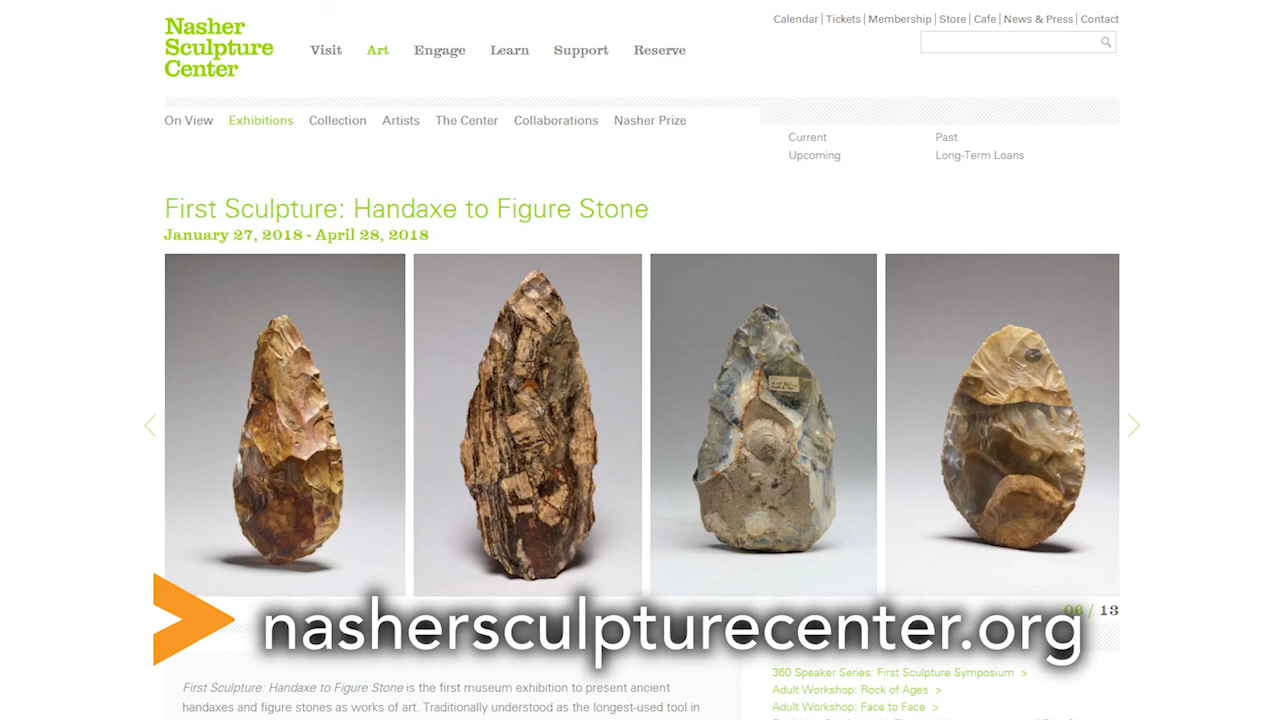 Nasher
Sculpture
Center
Visit Art Engage Learn Support Reserve
Calendar | Tickets | Membership | Store | Cafe | News & Press | Contact
On View Exhibitions Collection Artists The Center Collaborations Nasher Prize
Current Past
Upcoming Long-Term Loans
First Sculpture: Handaxe to Figure Stone
January 27, 2018 - April 28, 2018
06 / 13
nashersculpturecenter.org
First Sculpture: Handaxe to Figure Stone is the first museum exhibition to present ancient
handaxes and figure stones as works of art. Traditionally understood as the longest-used tool in
360 Speaker Series: First Sculpture Symposium >
Adult Workshop: Rock of Ages >
Adult Workshop: Face to Face >